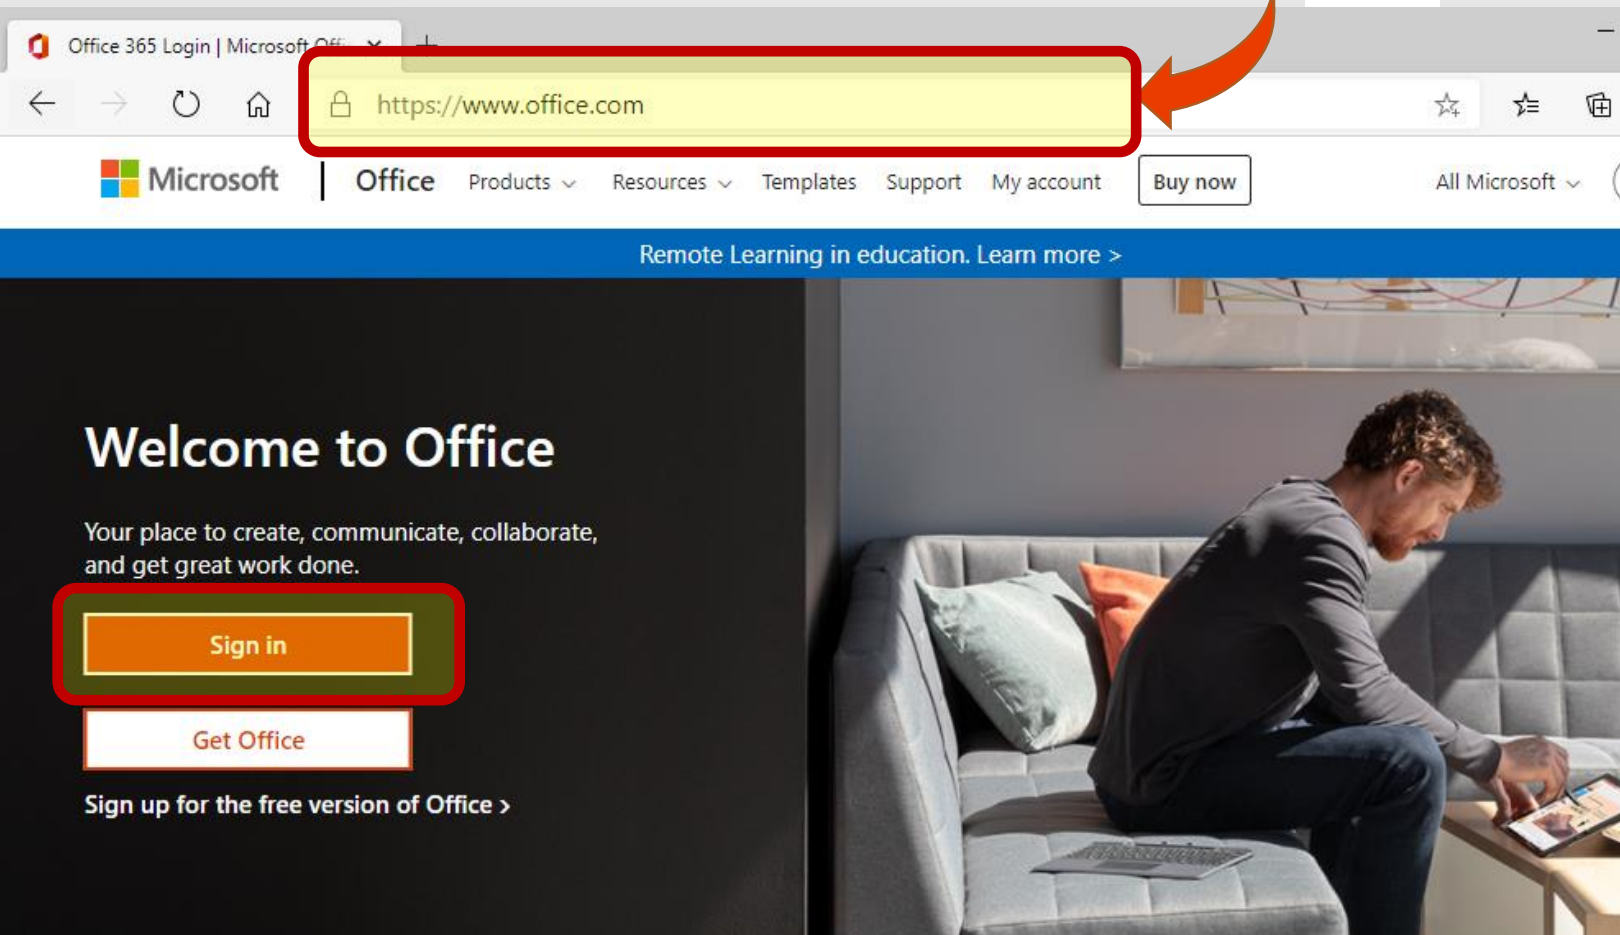 Office 365 Login | Microsoft Offi
https://www.office.com
Microsoft
Office Products Resources Templates Support My account Buy now All Microsoft
Remote Learning in education. Learn more >
Welcome to Office
Your place to create, communicate, collaborate,
and get great work done.
Sign in
Get Office
Sign up for the free version of Office >